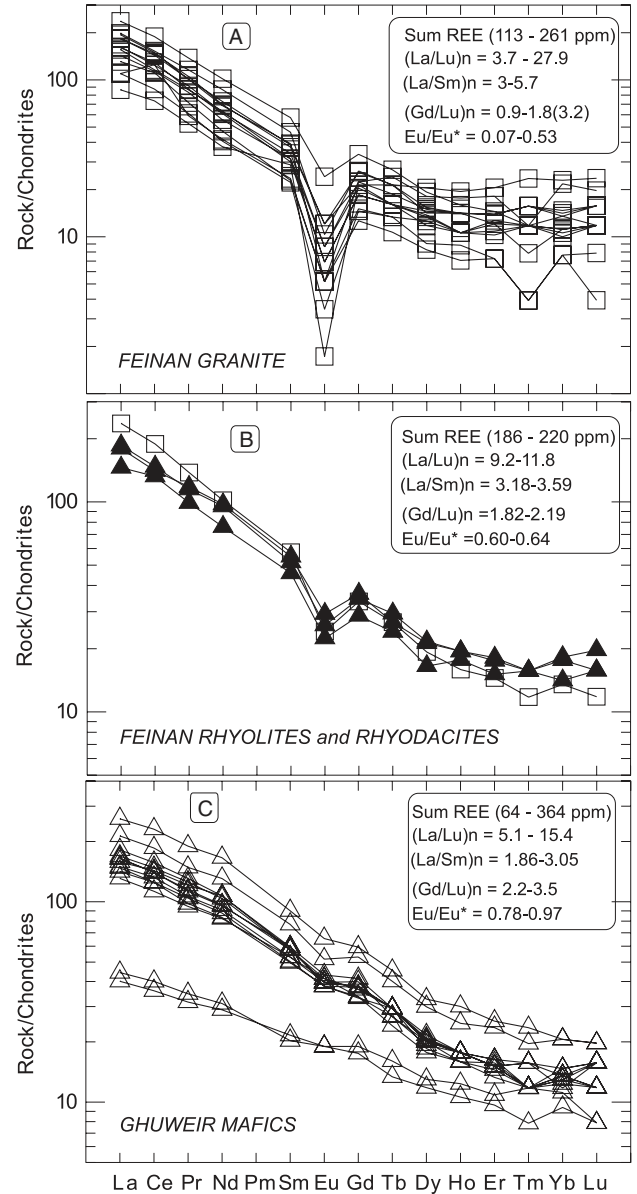 A
Sum REE (113 - 261 ppm)
(La/Lu)n = 3.7 - 27.9
(La/Sm)n = 3-5.7
(Gd/Lu)n = 0.9-1.8(3.2)
Eu/Eu* = 0.07-0.53
100
10
Rock/Chondrites
FEINAN GRANITE
B
Sum REE (186 - 220 ppm)
(La/Lu)n = 9.2-11.8
(La/Sm)n = 3.18-3.59
(Gd/Lu)n =1.82-2.19
Eu/Eu* =0.60-0.64
100
10
Rock/Chondrites
FEINAN RHYOLITES and RHYODACITES
C
Sum REE (64 - 364 ppm)
(La/Lu)n = 5.1 - 15.4
(La/Sm)n = 1.86-3.05
(Gd/Lu)n = 2.2-3.5
Eu/Eu* = 0.78-0.97
100
10
Rock/Chondrites
GHUWEIR MAFICS
La Ce Pr Nd Pm Sm Eu Gd Tb Dy Ho Er Tm Yb Lu